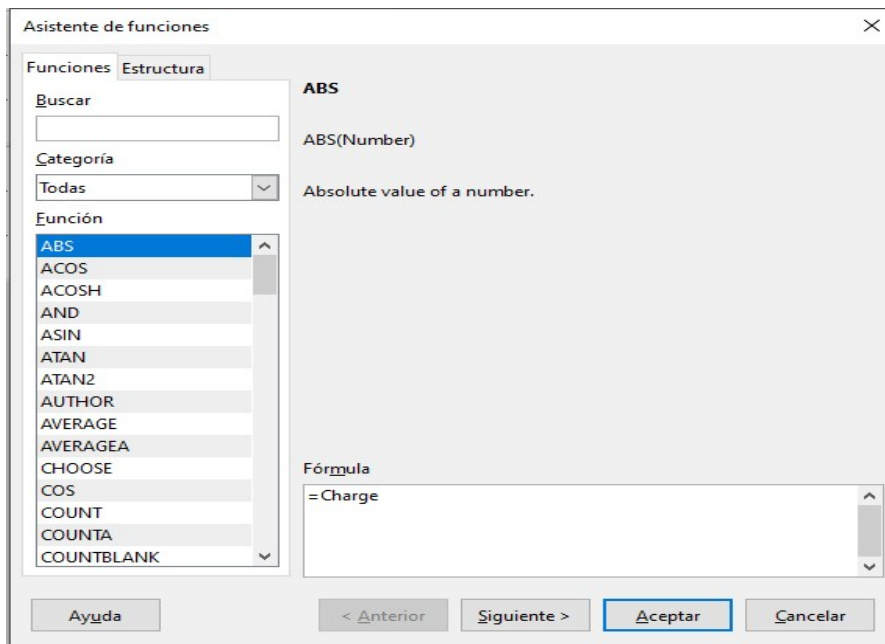 Asistente de funciones
Funciones Estructura
Buscar
Categoría
Todas
Función
ABS
ACOS
ACOSH
AND
ASIN
ATAN
ATAN2
AUTHOR
AVERAGE
AVERAGEA
CHOOSE
COS
COUNT
COUNTA
COUNTBLANK
ABS
ABS(Number)
Absolute value of a number.
Fórmula
=Charge
Ayuda
< Anterior
Siguiente >
Aceptar
Cancelar